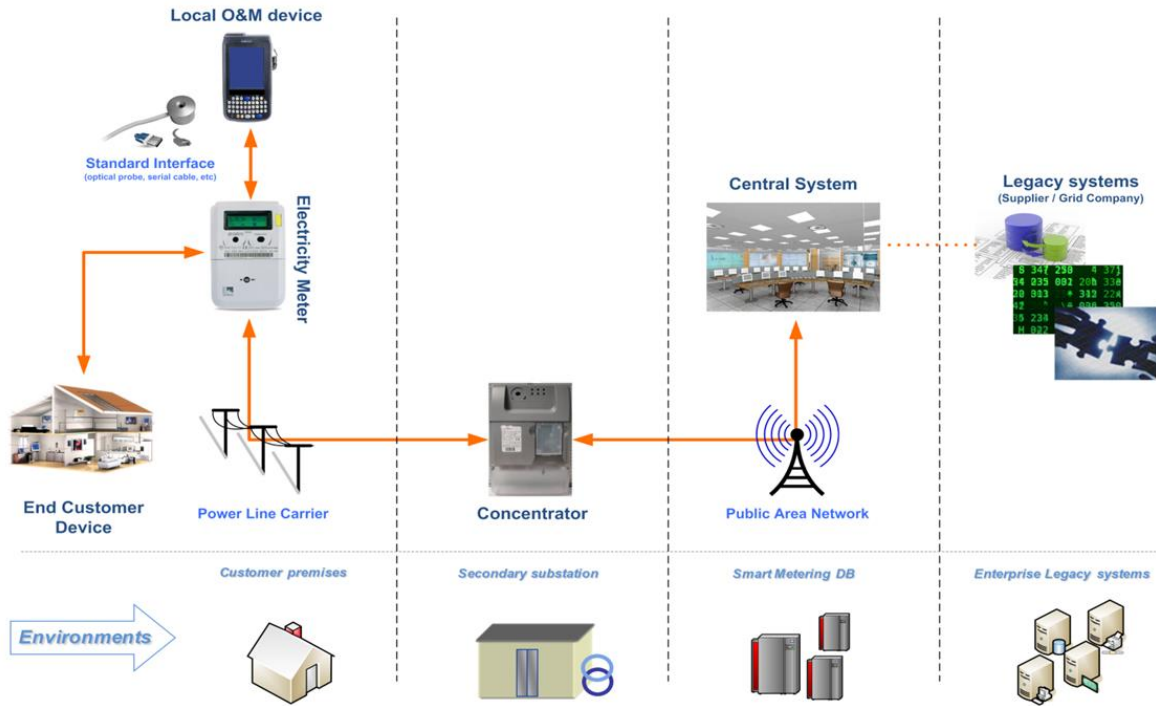 Local O&M device
Standard Interface
(optical probe, serial cable, etc)
Electricity Meter
Central System
Legacy systems
(Supplier / Grid Company)
End Customer
Device
Power Line Carrier
Concentrator
Public Area Network
Customer premises
Secondary substation
Smart Metering DB
Enterprise Legacy systems
Environments